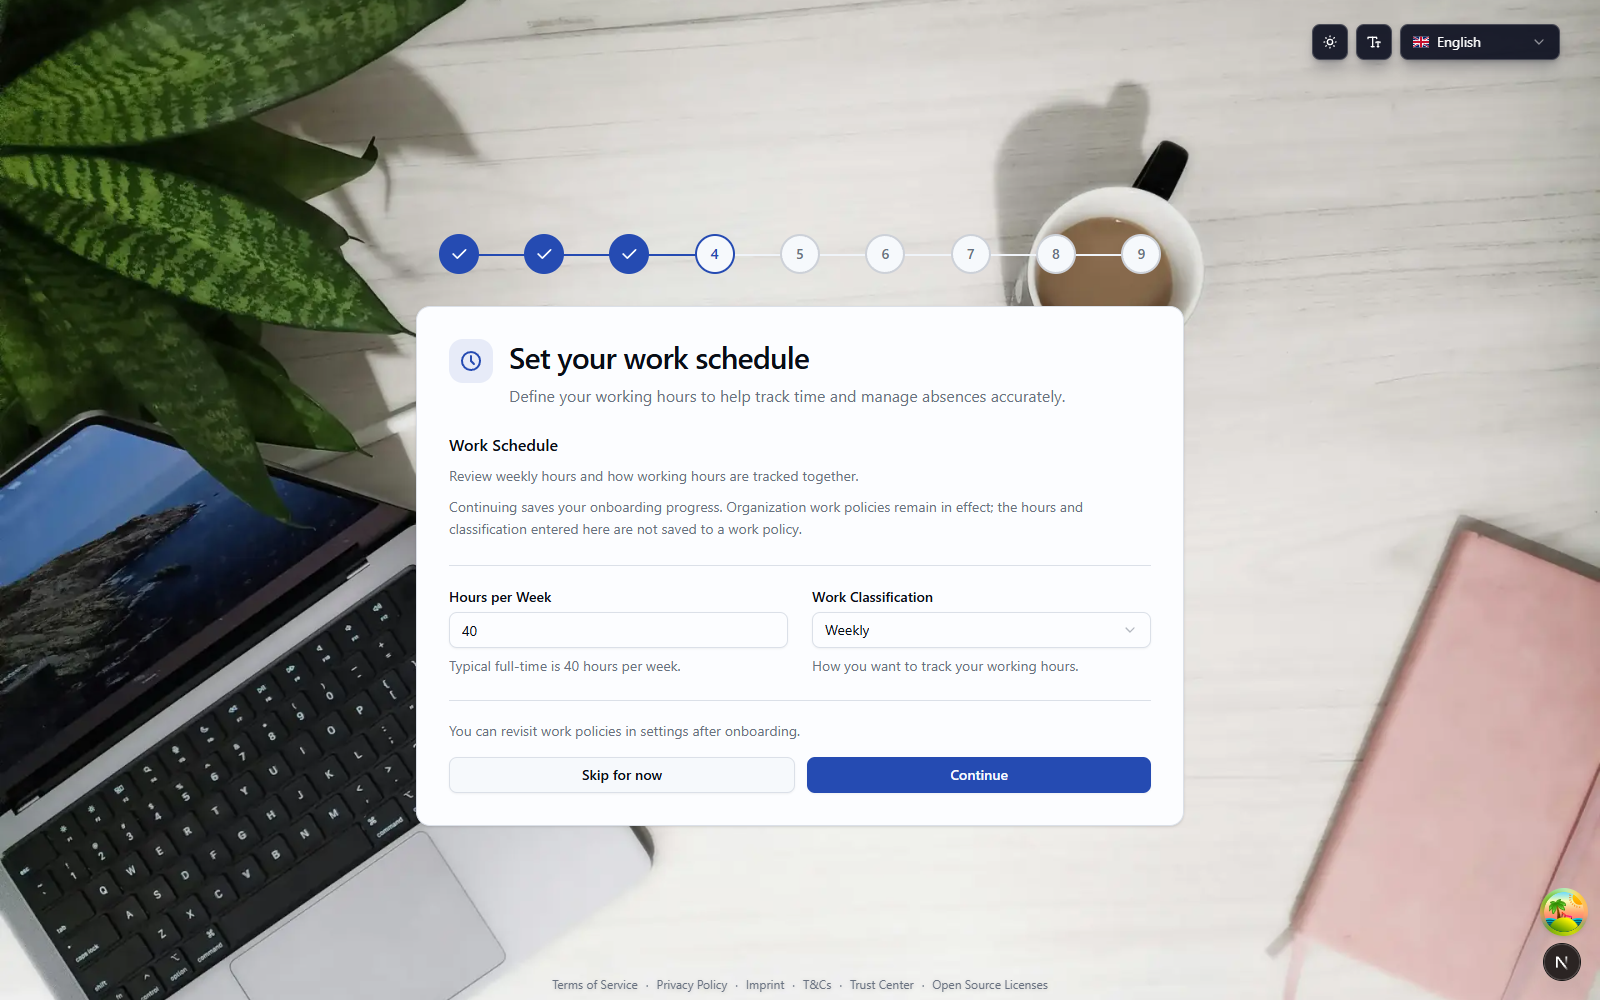 English
4
5
6
7
8
9
Set your work schedule
Define your working hours to help track time and manage absences accurately.
Work Schedule
Review weekly hours and how working hours are tracked together.
Continuing saves your onboarding progress. Organization work policies remain in effect; the hours and
classification entered here are not saved to a work policy.
Hours per Week
Work Classification
40
Weekly
Typical full-time is 40 hours per week.
How you want to track your working hours.
You can revisit work policies in settings after onboarding.
Skip for now
Continue
Terms of Service · Privacy Policy · Imprint · T&Cs · Trust Center · Open Source Licenses